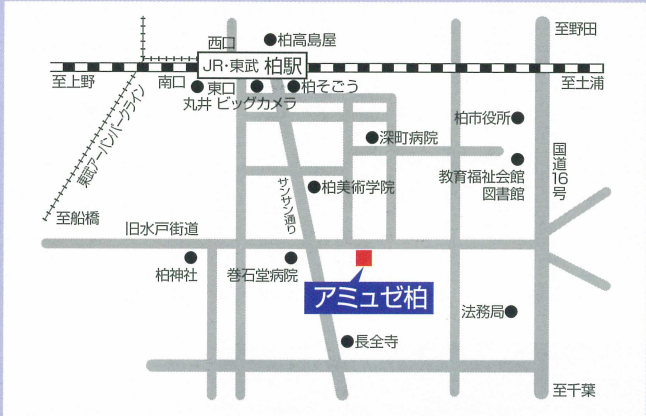 至野田
西口
柏高島屋
JR・東武 柏駅
至上野
南口
東口
柏そごう
至土浦
丸井 ビッグカメラ
東武アーバンパークライン
柏市役所
深町病院
国道16号
教育福祉会館
図書館
柏美術学院
サンサン通り
至船橋
旧水戸街道
柏神社
巻石堂病院
アミュゼ柏
法務局
長全寺
至千葉